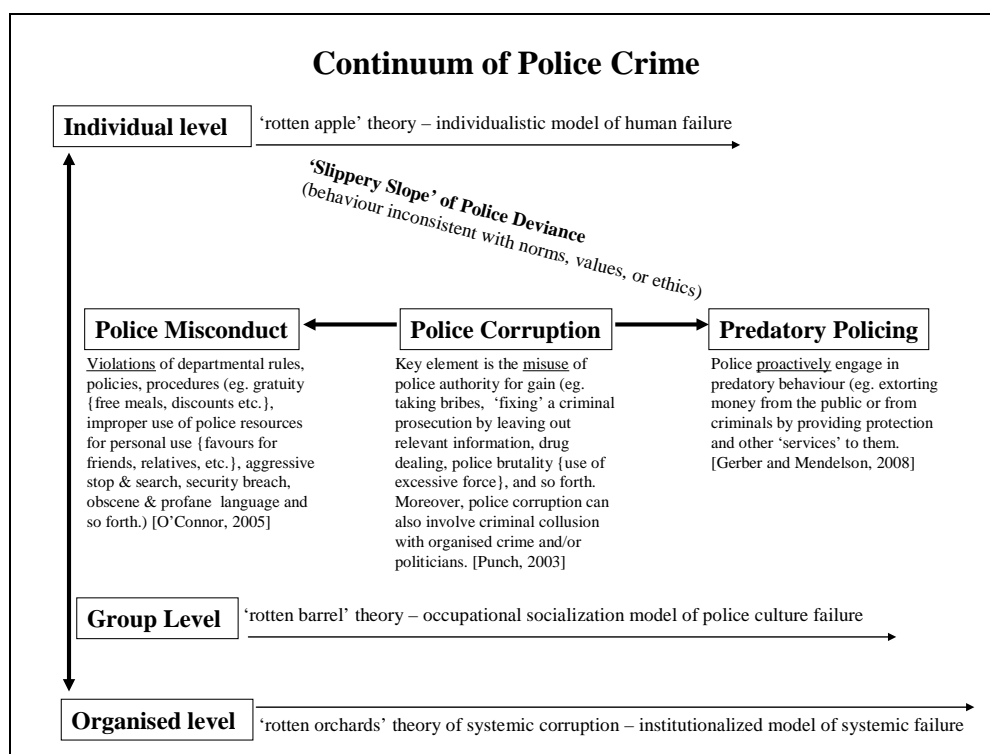 Continuum of Police Crime
Individual level
‘rotten apple’ theory – individualistic model of human failure
‘Slippery Slope’ of Police Deviance
(behaviour inconsistent with norms, values, or ethics)
Police Misconduct
Violations of departmental rules,
policies, procedures (eg. gratuity
{free meals, discounts etc.},
improper use of police resources
for personal use {favours for
friends, relatives, etc.}, aggressive
stop & search, security breach,
obscene & profane language and
so forth.) [O’Connor, 2005]
Police Corruption
Key element is the misuse of
police authority for gain (eg.
taking bribes, ‘fixing’ a criminal
prosecution by leaving out
relevant information, drug
dealing, police brutality {use of
excessive force}, and so forth.
Moreover, police corruption can
also involve criminal collusion
with organised crime and/or
politicians. [Punch, 2003]
Predatory Policing
Police proactively engage in
predatory behaviour (eg. extorting
money from the public or from
criminals by providing protection
and other ‘services’ to them.
[Gerber and Mendelson, 2008]
Group Level
‘rotten barrel’ theory – occupational socialization model of police culture failure
Organised level
‘rotten orchards’ theory of systemic corruption – institutionalized model of systemic failure